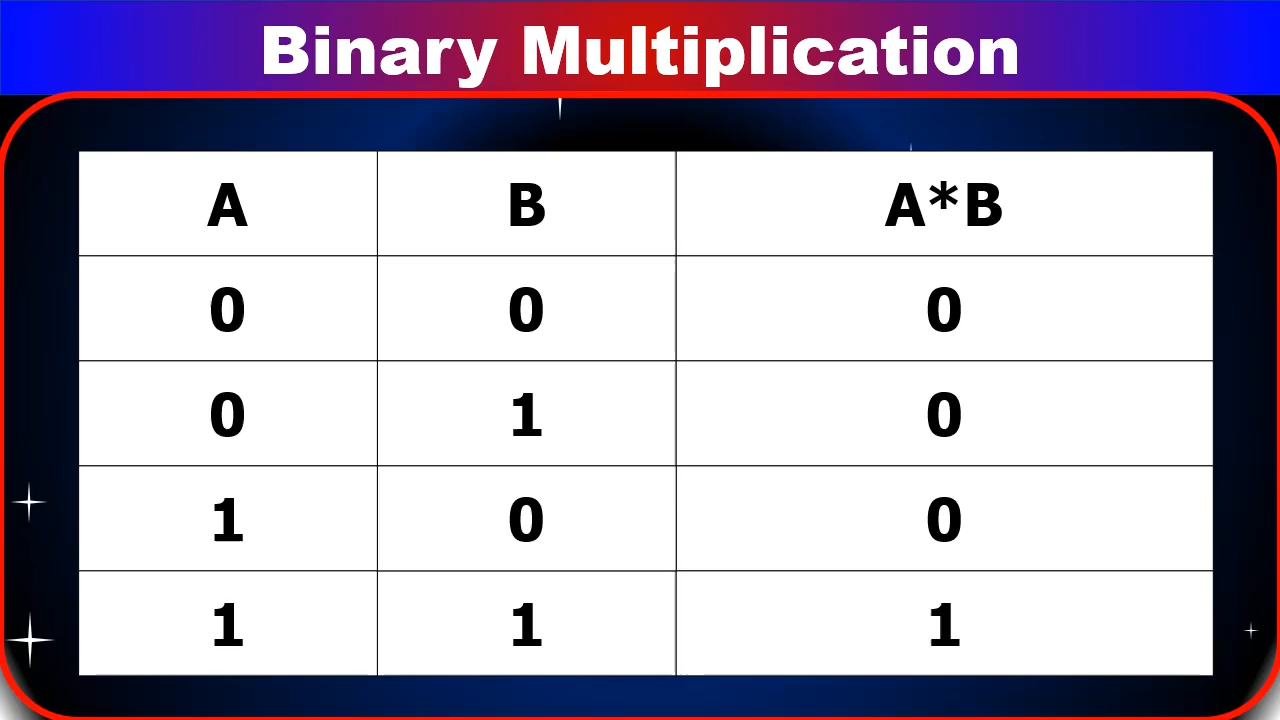 Binary Multiplication
A B A*B
0 0 0
0 1 0
1 0 0
1 1 1